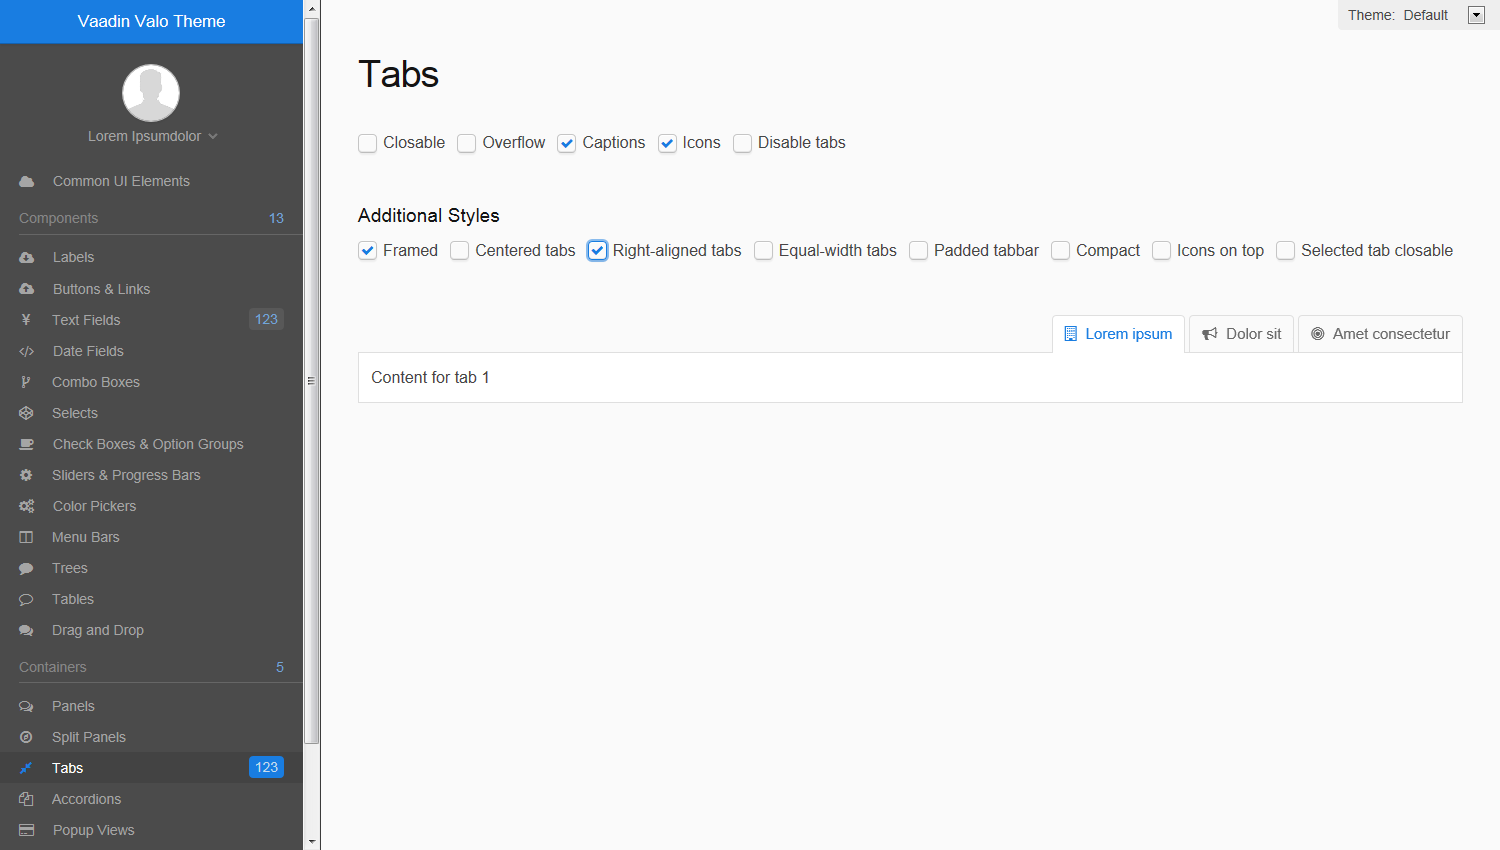 Vaadin Valo Theme
Lorem Ipsumdolor
Common UI Elements
Components 13
Labels
Buttons & Links
Text Fields 123
Date Fields
Combo Boxes
Selects
Check Boxes & Option Groups
Sliders & Progress Bars
Color Pickers
Menu Bars
Trees
Tables
Drag and Drop
Containers 5
Panels
Split Panels
Tabs 123
Accordions
Popup Views
Theme: Default
Tabs
Closable Overflow Captions Icons Disable tabs
Additional Styles
Framed Centered tabs Right-aligned tabs Equal-width tabs Padded tabbar Compact Icons on top Selected tab closable
Lorem ipsum Dolor sit Amet consectetur
Content for tab 1